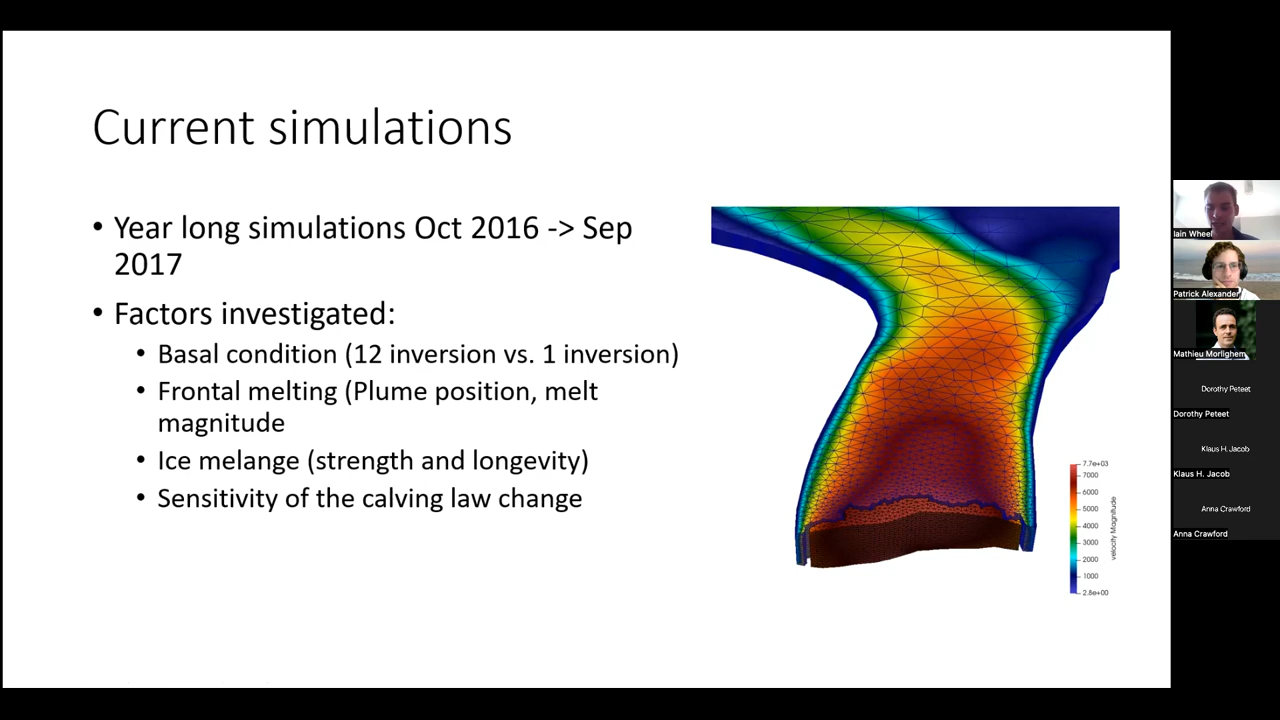 Current simulations
• Year long simulations Oct 2016 -> Sep
2017
• Factors investigated:
• Basal condition (12 inversion vs. 1 inversion)
• Frontal melting (Plume position, melt
magnitude
• Ice melange (strength and longevity)
• Sensitivity of the calving law change
7.7e+03
7000
6000
5000
4000
3000
2000
1000
2.8e+00
velocity Magnitude
Iain Wheel
Patrick Alexander
Mathieu Morlighem
Dorothy Peteet
Dorothy Peteet
Klaus H. Jacob
Klaus H. Jacob
Anna Crawford
Anna Crawford